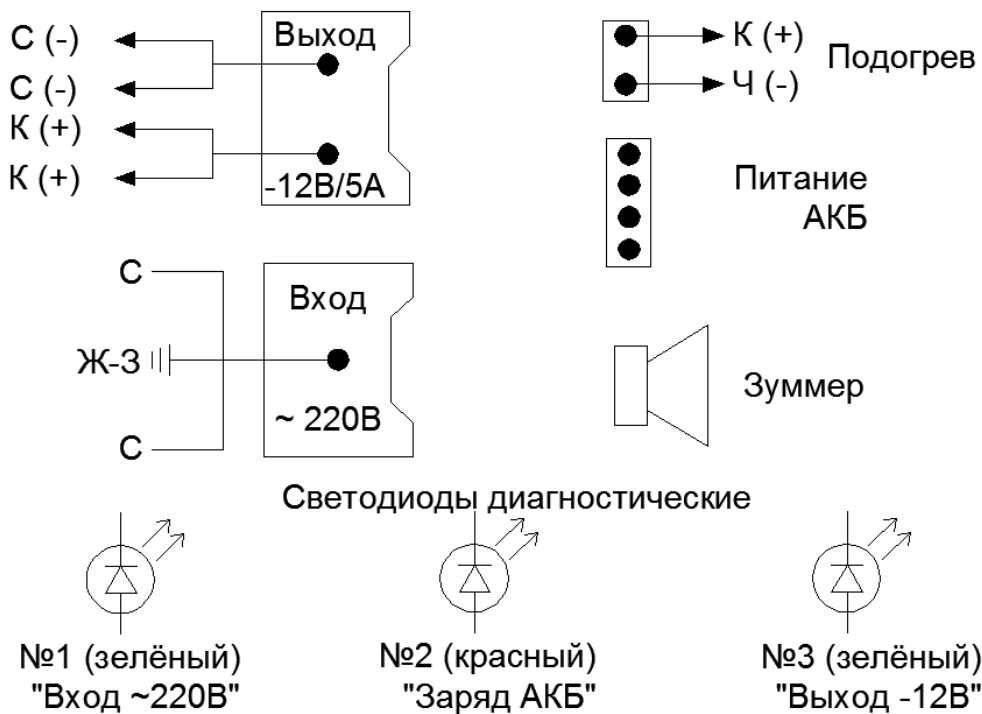 С (-)
С (-)
К (+)
К (+)
Выход
-12В/5А
К (+)
Ч (-)
Подогрев
Питание
АКБ
С
Ж-З
С
Вход
~ 220В
Зуммер
Светодиоды диагностические
№1 (зелёный)
"Вход ~220В"
№2 (красный)
"Заряд АКБ"
№3 (зелёный)
"Выход -12В"